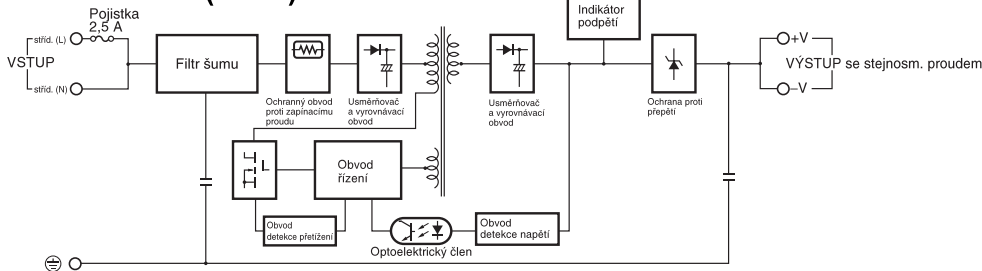 Pojistka
2,5 A
Indikátor
podpětí
stříd. (L)
VSTUP
stříd. (N)
Filtr šumu
Ochranný obvod
proti zapínacímu
proudu
Usměrňovač
a vyrovnávací
obvod
Usměrňovač
a vyrovnávací
obvod
Ochrana proti
přepětí
+V
VÝSTUP se stejnosm. proudem
–V
Obvod
řízení
Obvod
detekce přetížení
Optoelektrický člen
Obvod
detekce napětí